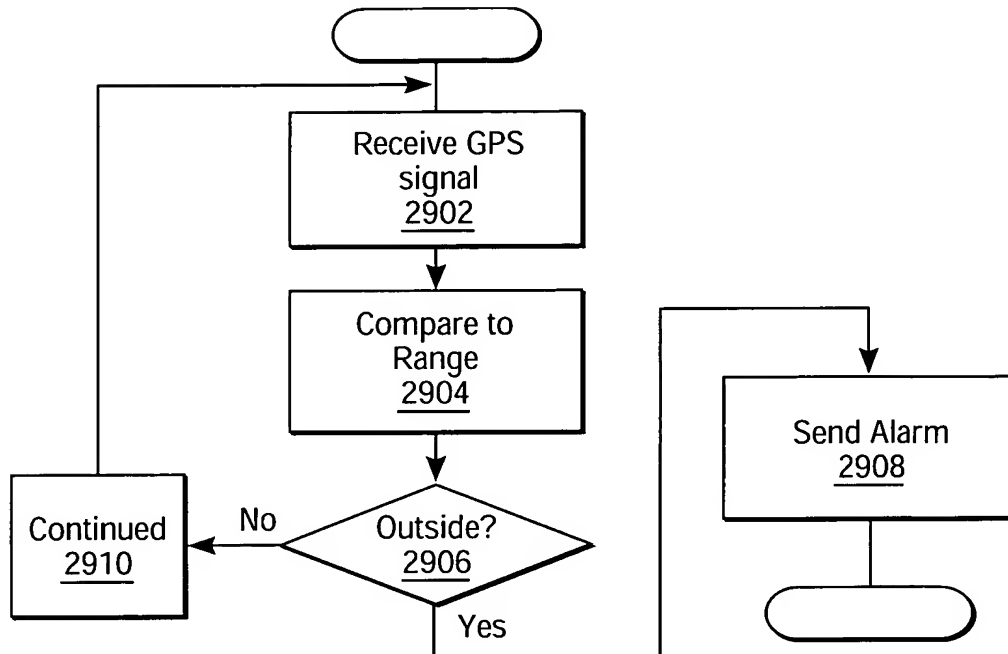 Receive GPS
signal
2902
Compare to
Range
2904
Outside?
2906
No
Continued
2910
Yes
Send Alarm
2908